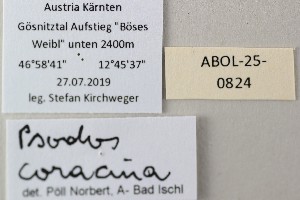 Austria Kärnten
Gösnitztal Aufstieg "Böses
Weibl" unten 2400m
46°58'41" 12°45'37"
27.07.2019
leg. Stefan Kirchweger
ABOL-25-
0824
Psodos
coracina
det. Pöll Norbert, A- Bad Ischl